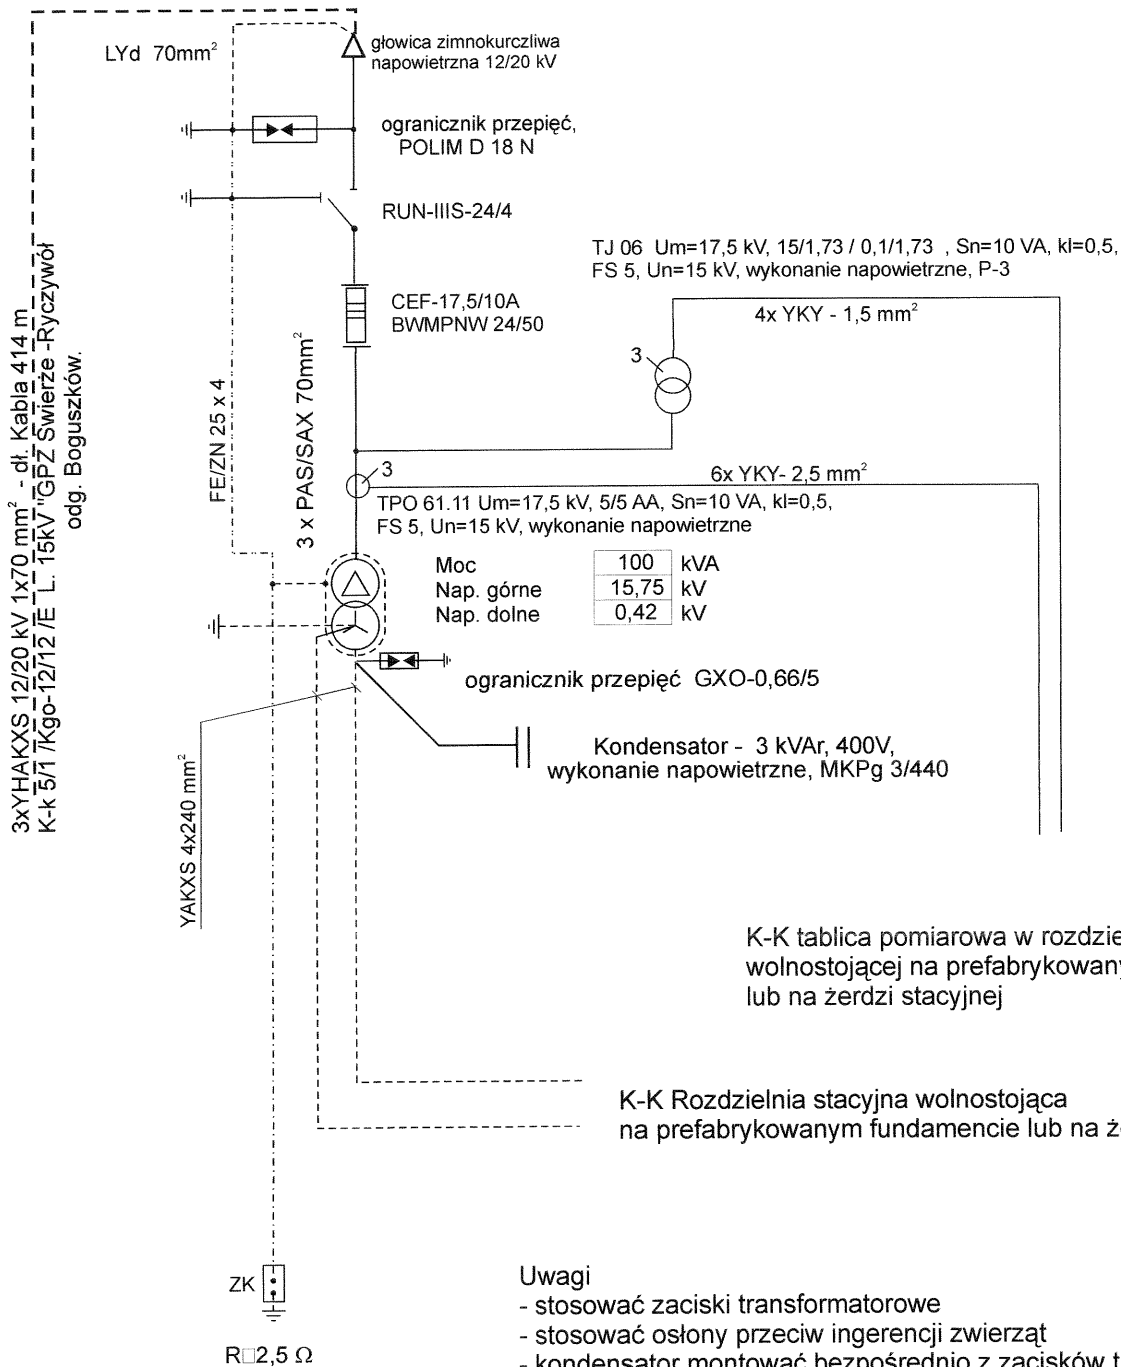 LYd 70mm²
głowica zimnokurczliwa
napowietrzna 12/20 kV
ogranicznik przepięć,
POLIM D 18 N
RUN-IIIS-24/4
TJ 06 Um=17,5 kV, 15/1,73 / 0,1/1,73 , Sn=10 VA, kl=0,5,
FS 5, Un=15 kV, wykonanie napowietrzne, P-3
4x YKY - 1,5 mm²
CEF-17,5/10A
BWMPNW 24/50
3
3xYHAKXS 12/20 kV 1x70 mm² - dł. Kabla 414 m
K-k 5/1 /Kgo-12/12 /E L. 15kV "GPZ Świerże -Ryczywół
odg. Boguszków.
FE/ZN 25 x 4
3 x PAS/SAX 70mm²
3
6x YKY- 2,5 mm²
TPO 61.11 Um=17,5 kV, 5/5 AA, Sn=10 VA, kl=0,5,
FS 5, Un=15 kV, wykonanie napowietrzne
Moc 100 kVA
Nap. górne 15,75 kV
Nap. dolne 0,42 kV
ogranicznik przepięć GXO-0,66/5
Kondensator - 3 kVAr, 400V,
wykonanie napowietrzne, MKPg 3/440
YAKXS 4x240 mm²
K-K tablica pomiarowa w rozdzie
wolnostojącej na prefabrykowany
lub na żerdzi stacyjnej
K-K Rozdzielnia stacyjna wolnostojąca
na prefabrykowanym fundamencie lub na że
ZK
R□2,5 Ω
Uwagi
- stosować zaciski transformatorowe
- stosować osłony przeciw ingerencji zwierząt
- kondensator montować bezpośrednio z zacisków t